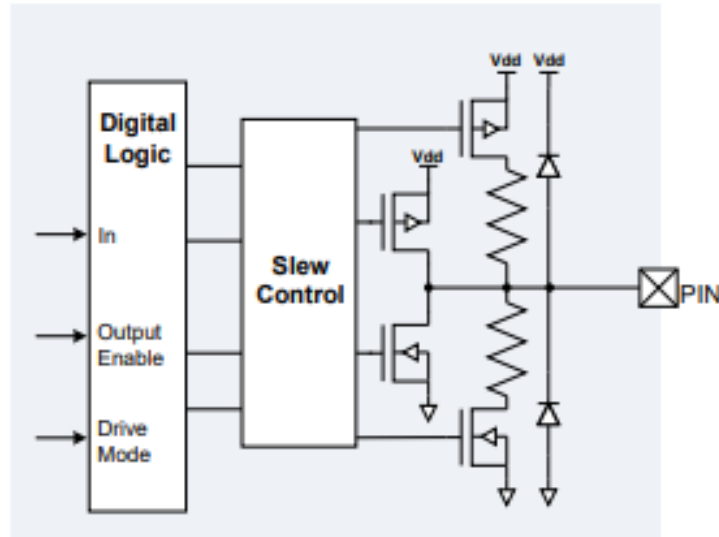 Vdd
Vdd
Digital
Logic
Vdd
In
Slew
Control
PIN
Output
Enable
Drive
Mode